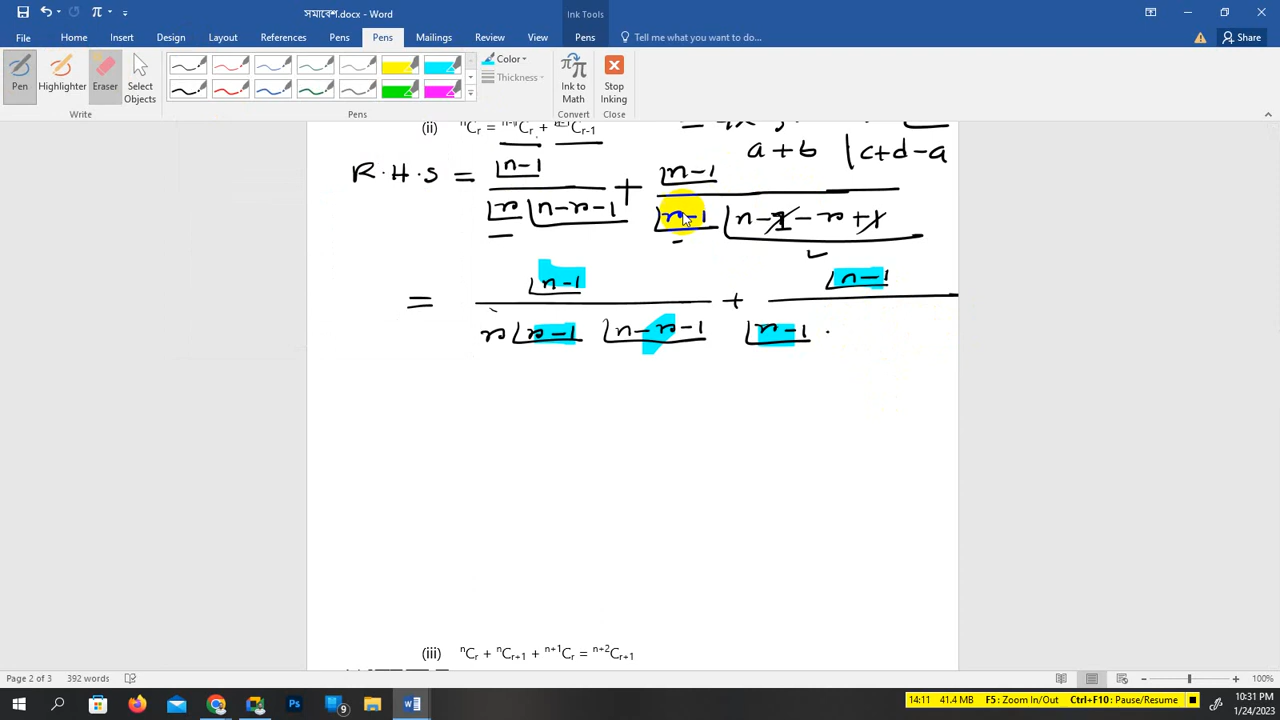 সমাবেশ.docx - Word
Ink Tools
File Home Insert Design Layout References Mailings Review View Pens Tell me what you want to do... Share
Pen Highlighter Eraser Select Objects
Color
Thickness
Ink to Math
Stop Inking
Write Pens Convert Close
(ii) ⁿCr = ⁿ⁻¹Cr + ⁿ⁻¹Cr-1
a + b |c+d-a
R.H.S = |n-1 / |r |n-r-1 + |n-1 / |r-1 |n-1-r+1
= |n-1 / r |r-1 |n-r-1 + |n-1 / |r-1 .
(iii) ⁿCr + ⁿCr+1 + ⁿ⁺¹Cr = ⁿ⁺²Cr+1
Page 2 of 3 392 words 100%
14:11 41.4 MB F5: Zoom In/Out Ctrl+F10: Pause/Resume
10:31 PM
1/24/2023